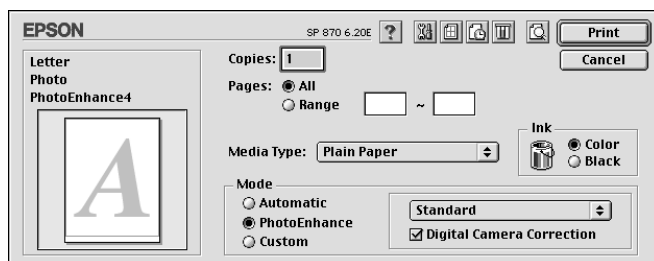 EPSON
SP 870 6.20E
?
Print
Cancel
Letter
Photo
PhotoEnhance4
A
Copies: 1
Pages: All
Range ~
Media Type: Plain Paper
Ink
Color
Black
Mode
Automatic
PhotoEnhance
Custom
Standard
Digital Camera Correction